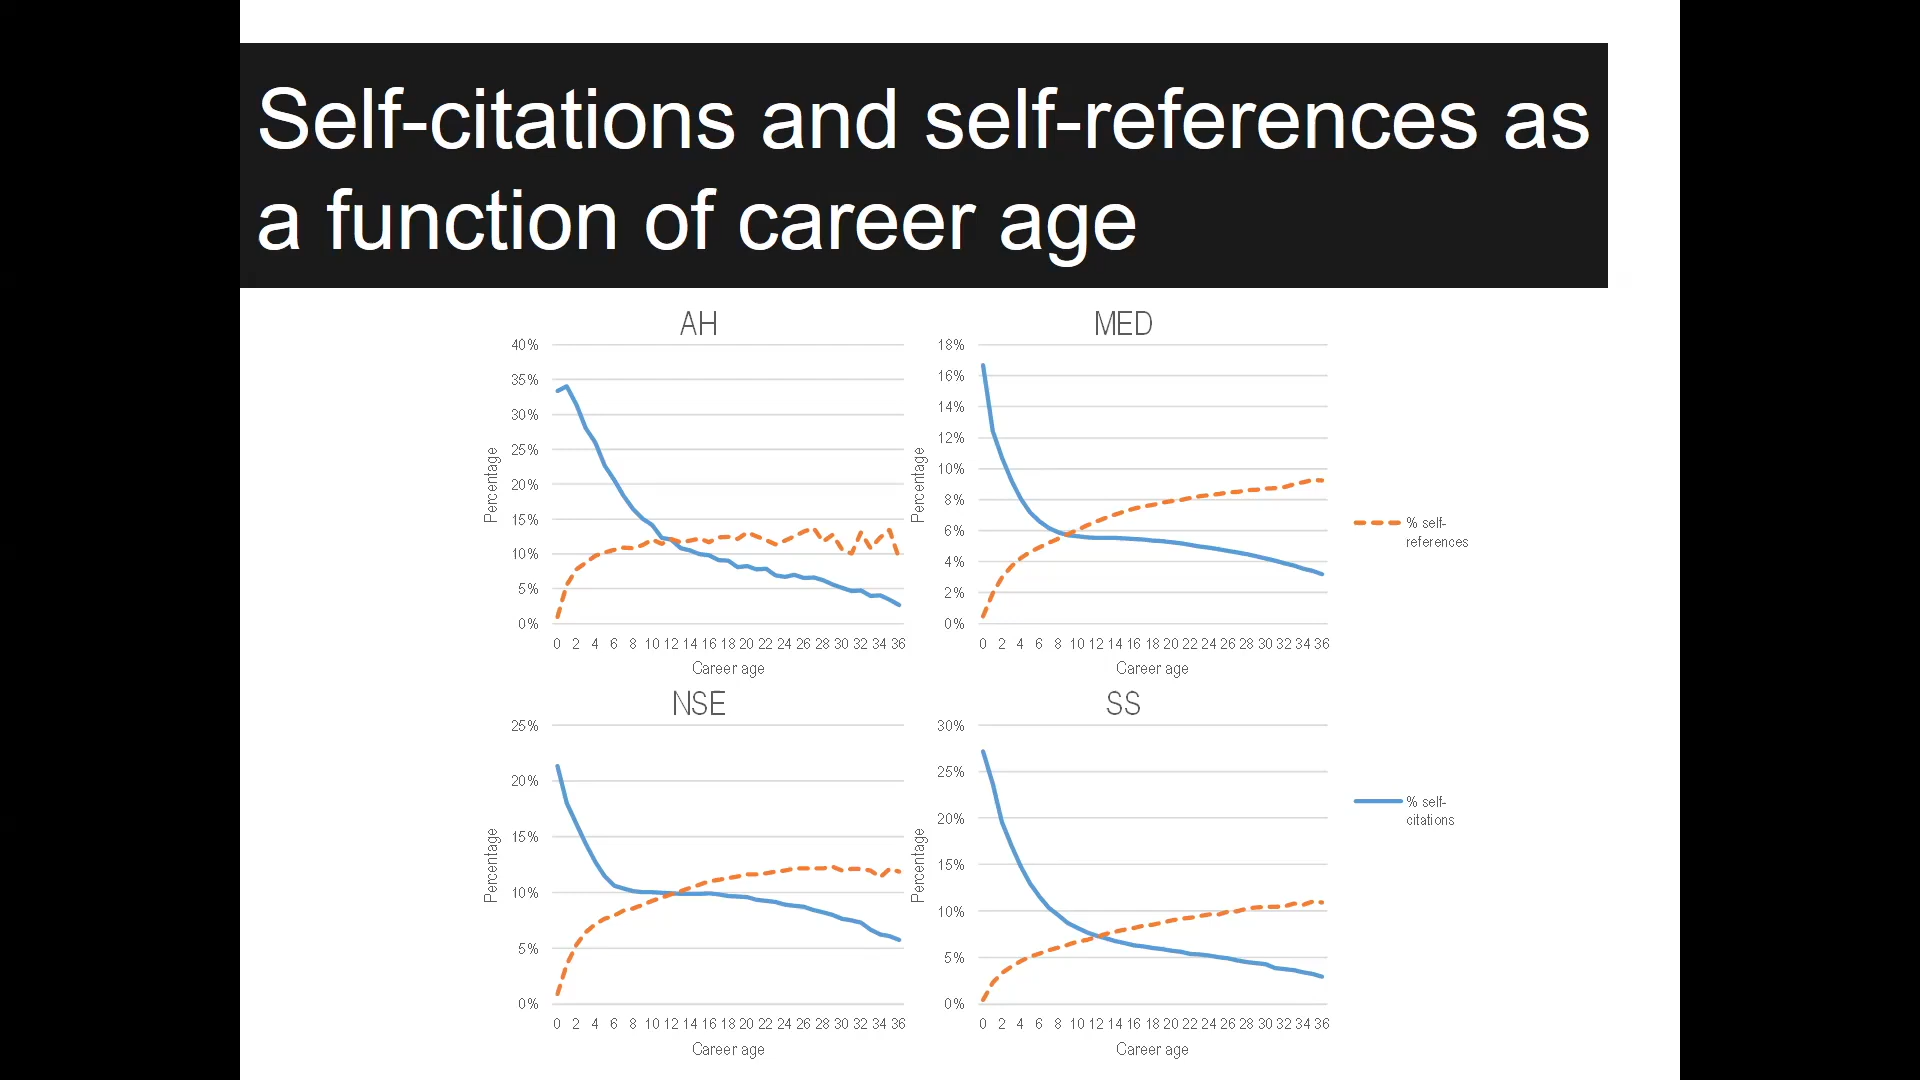 Self-citations and self-references as
a function of career age
AH
40%
35%
30%
25%
20%
15%
10%
5%
0%
Percentage
0 2 4 6 8 10 12 14 16 18 20 22 24 26 28 30 32 34 36
Career age
MED
18%
16%
14%
12%
10%
8%
6%
4%
2%
0%
Percentage
0 2 4 6 8 10 12 14 16 18 20 22 24 26 28 30 32 34 36
Career age
% self-
references
NSE
25%
20%
15%
10%
5%
0%
Percentage
0 2 4 6 8 10 12 14 16 18 20 22 24 26 28 30 32 34 36
Career age
SS
30%
25%
20%
15%
10%
5%
0%
Percentage
0 2 4 6 8 10 12 14 16 18 20 22 24 26 28 30 32 34 36
Career age
% self-
citations